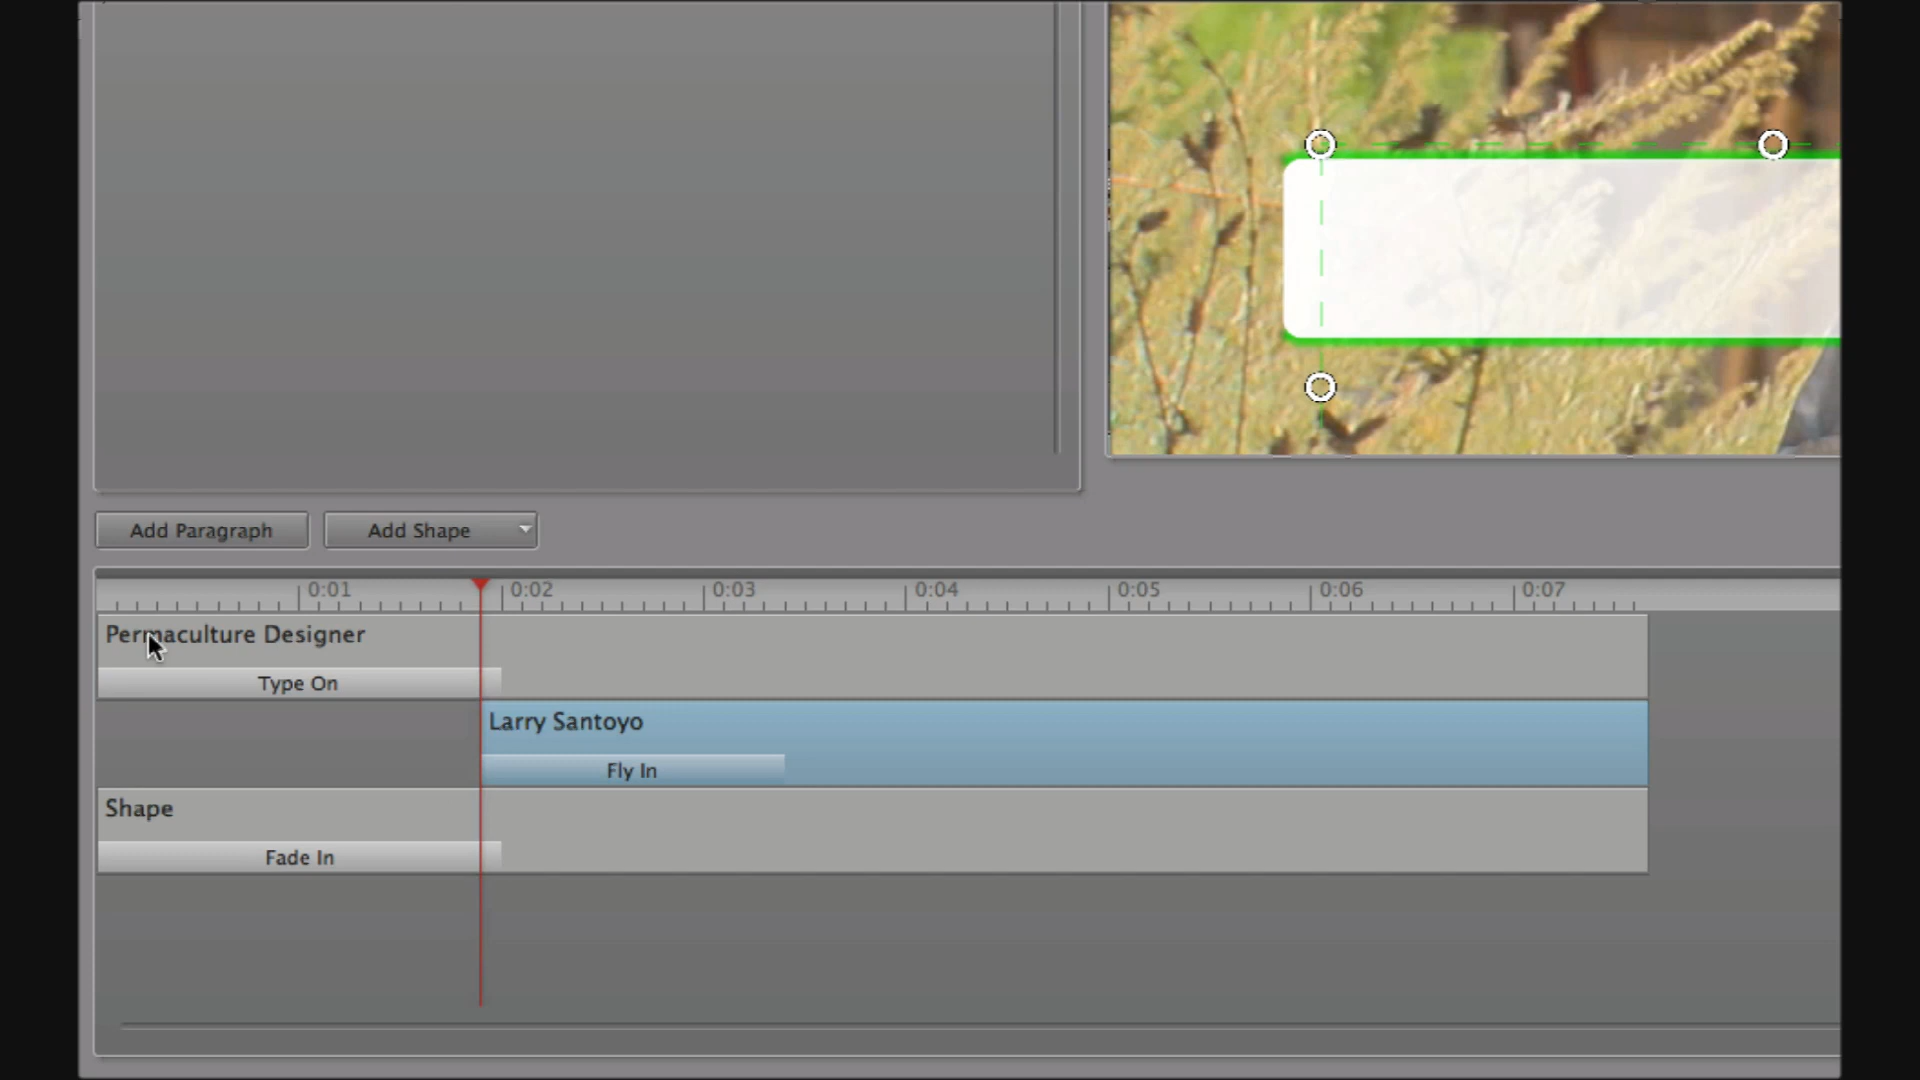 Add Paragraph
Add Shape
0:01
0:02
0:03
0:04
0:05
0:06
0:07
Permaculture Designer
Type On
Larry Santoyo
Fly In
Shape
Fade In